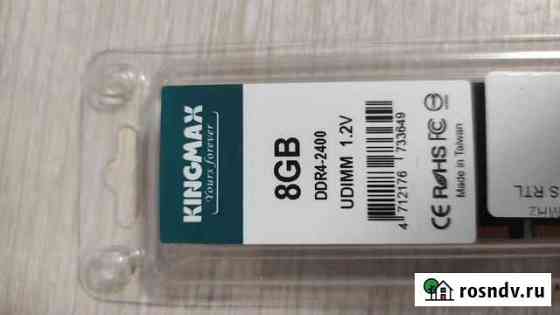 KINGMAX
Yours forever
8GB
DDR4-2400
UDIMM 1.2V
4 712176 733649
CE RoHS FC
Made in Taiwan
S RTL
rosndv.ru